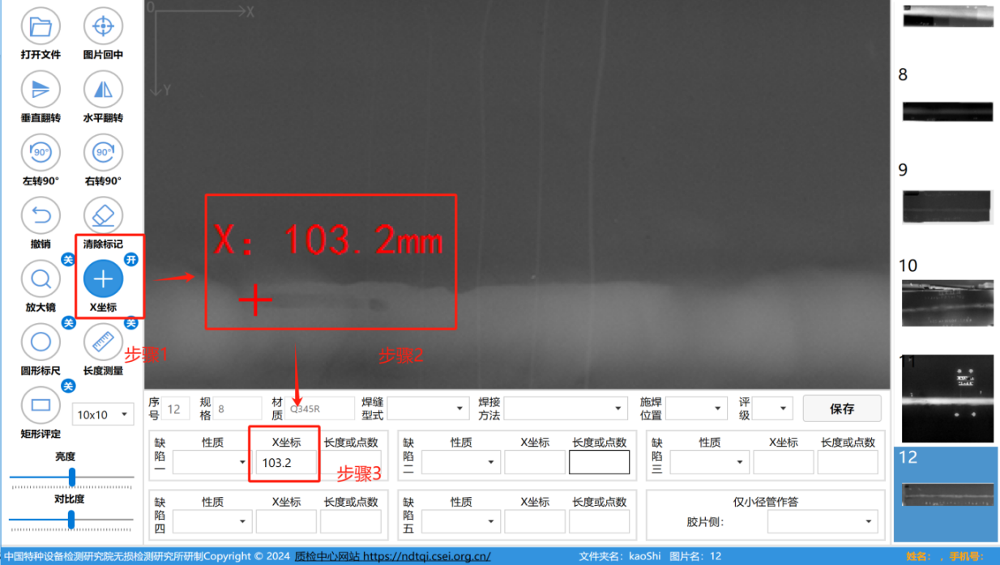 打开文件 图片回中
垂直翻转 水平翻转
90° 90°
左转90° 右转90°
撤销 清除标记
关 开
放大镜 X坐标
关 关
圆形标尺 长度测量
关
10x10
矩形评定
亮度
对比度
0 X
Y
X: 103.2mm
步骤1
步骤2
序号 12 规格 8 材质 Q345R 焊缝型式 焊接方法 施焊位置 评级 保存
缺陷一 性质 X坐标 长度或点数
103.2
步骤3
缺陷二 性质 X坐标 长度或点数
缺陷三 性质 X坐标 长度或点数
缺陷四 性质 X坐标 长度或点数
缺陷五 性质 X坐标 长度或点数
仅小径管作答
胶片侧:
8
9
10
11
12
中国特种设备检测研究院无损检测研究所研制Copyright © 2024 质检中心网站 https://ndtqi.csei.org.cn/ 文件夹名: kaoShi 图片名: 12 姓名: , 手机号: